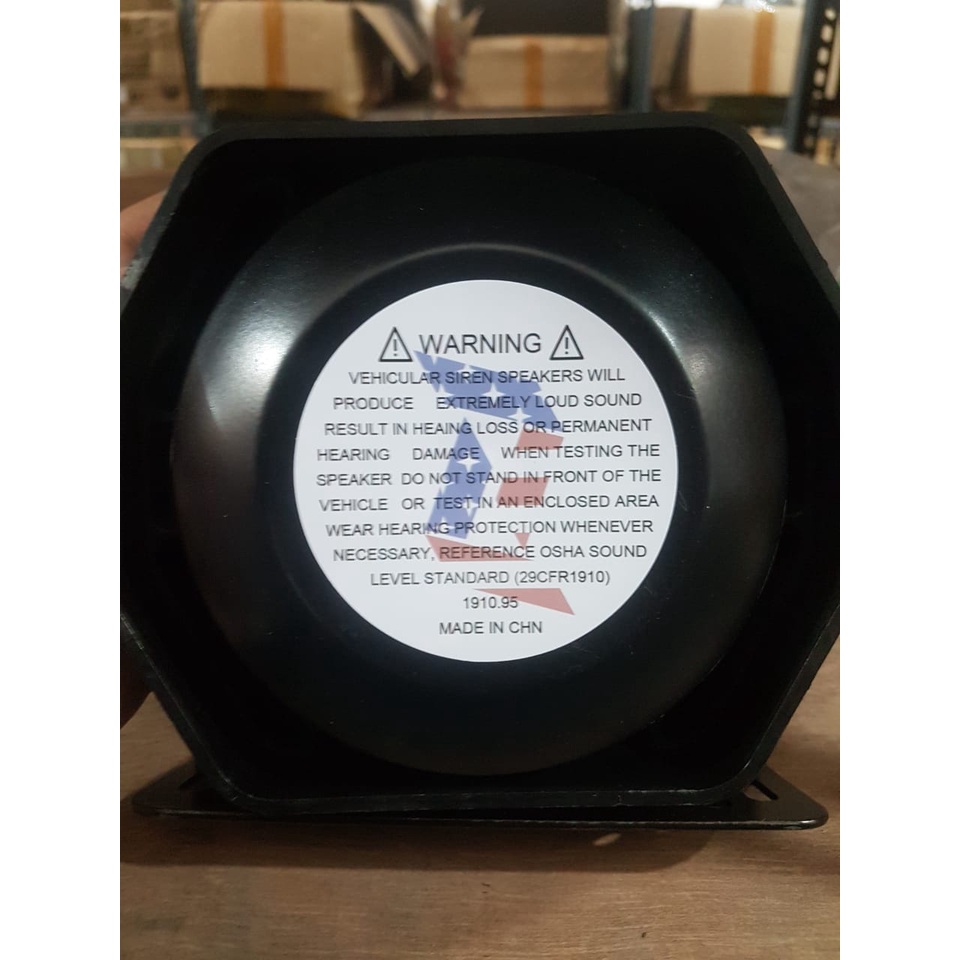 WARNING
VEHICULAR SIREN SPEAKERS WILL
PRODUCE EXTREMELY LOUD SOUND
RESULT IN HEAING LOSS OR PERMANENT
HEARING DAMAGE WHEN TESTING THE
SPEAKER DO NOT STAND IN FRONT OF THE
VEHICLE OR TEST IN AN ENCLOSED AREA
WEAR HEARING PROTECTION WHENEVER
NECESSARY, REFERENCE OSHA SOUND
LEVEL STANDARD (29CFR1910)
1910.95
MADE IN CHN